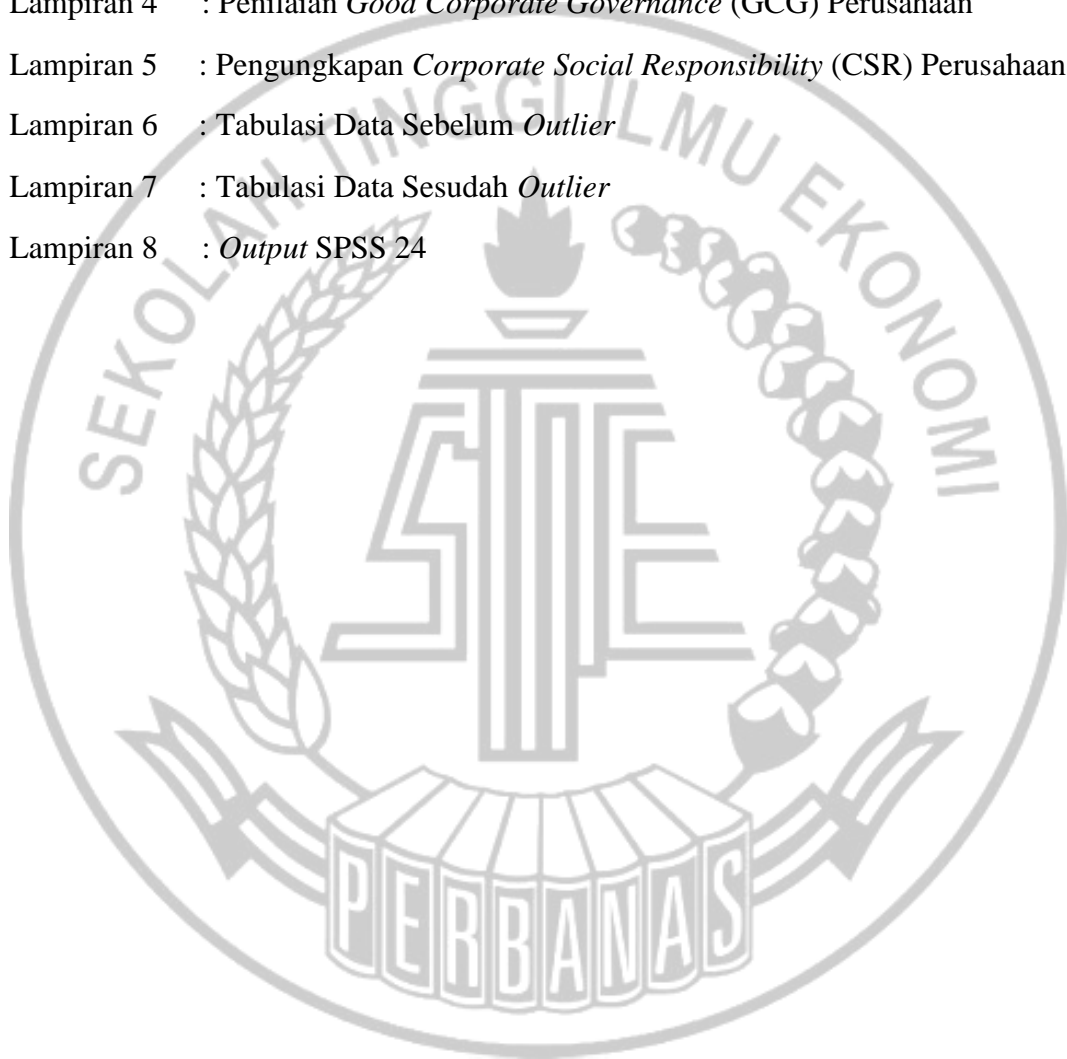 Lampiran 4 : Penilaian Good Corporate Governance (GCG) Perusahaan
Lampiran 5 : Pengungkapan Corporate Social Responsibility (CSR) Perusahaan
Lampiran 6 : Tabulasi Data Sebelum Outlier
Lampiran 7 : Tabulasi Data Sesudah Outlier
Lampiran 8 : Output SPSS 24
SEKOLAH TINGGI ILMU EKONOMI
STIE
PERBANAS